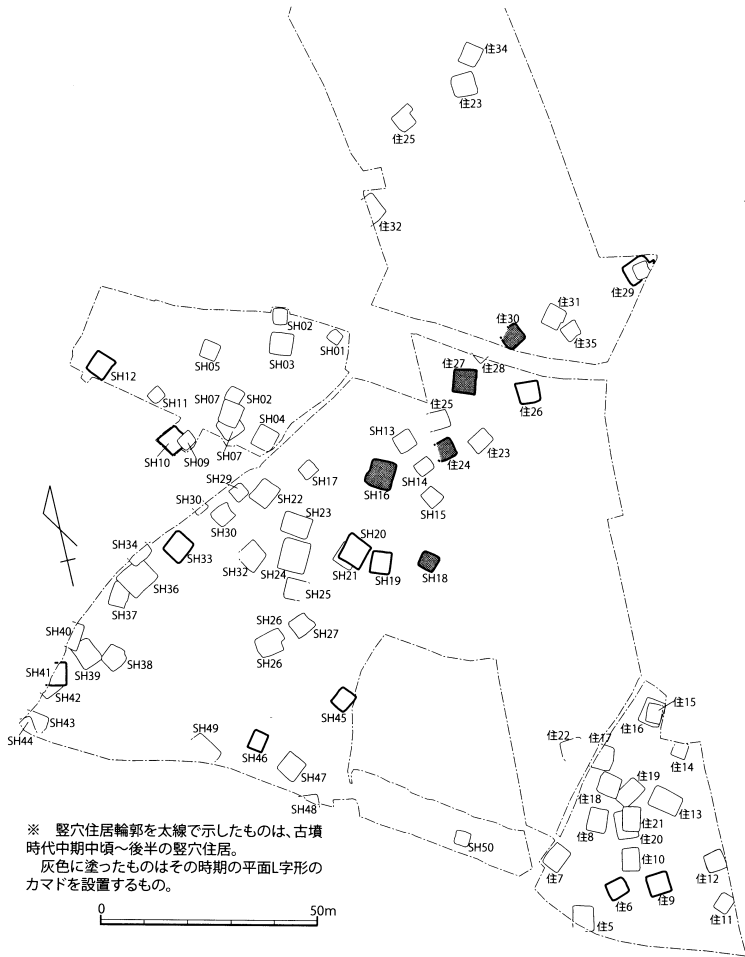 住34
住23
住25
住32
住29
住31
住30
住35
SH02
SH01
SH03
SH05
SH12
SH11
SH07
SH02
SH04
SH10
SH09
SH07
住27
住28
住25
住26
SH13
住24
住23
SH14
SH16
SH15
SH17
SH29
SH22
SH30
SH30
SH23
SH34
SH33
SH32
SH24
SH20
SH21
SH19
SH18
SH36
SH25
SH37
SH26
SH27
SH26
SH40
SH39
SH38
SH41
SH42
SH43
SH44
SH45
SH49
SH46
SH47
SH48
SH50
住15
住16
住22
住17
住14
住19
住18
住13
住8
住21
住20
住10
住7
住12
住6
住9
住11
住5
※ 竪穴住居輪郭を太線で示したものは、古墳
時代中期中頃〜後半の竪穴住居。
灰色に塗ったものはその時期の平面L字形の
カマドを設置するもの。
0 50m